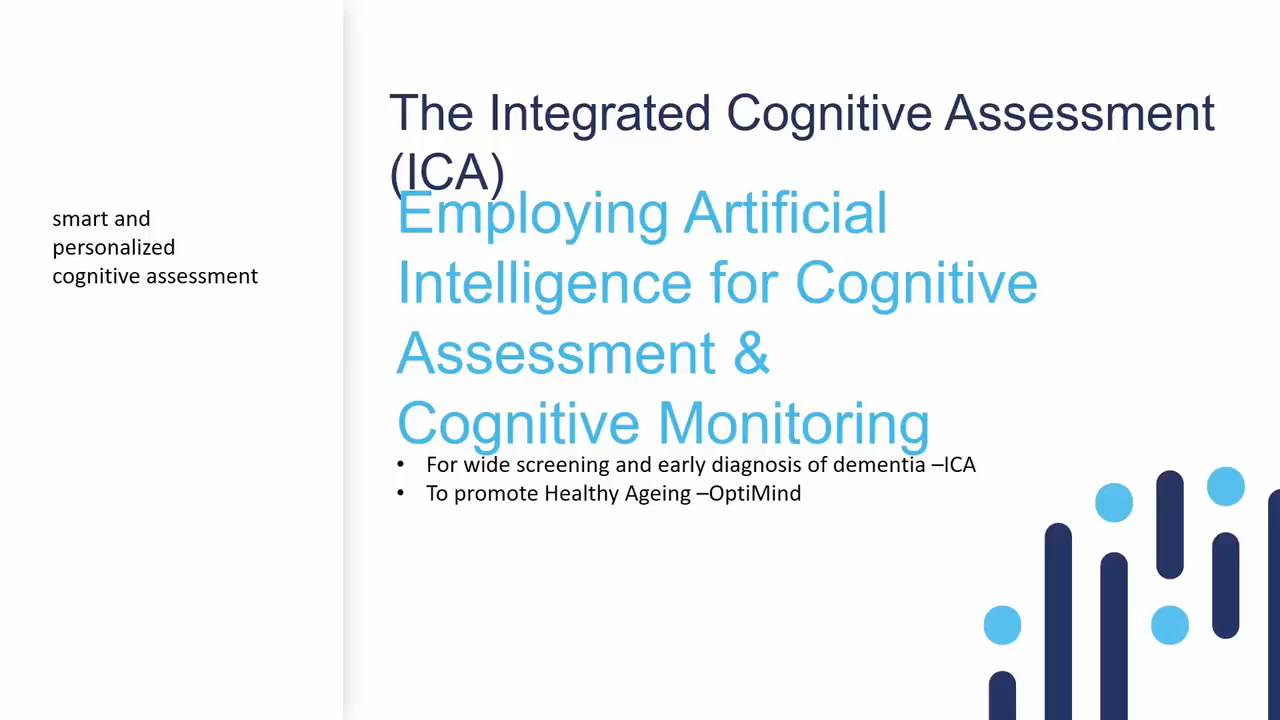 smart and
personalized
cognitive assessment
The Integrated Cognitive Assessment
(ICA)
Employing Artificial
Intelligence for Cognitive
Assessment &
Cognitive Monitoring
• For wide screening and early diagnosis of dementia –ICA
• To promote Healthy Ageing –OptiMind